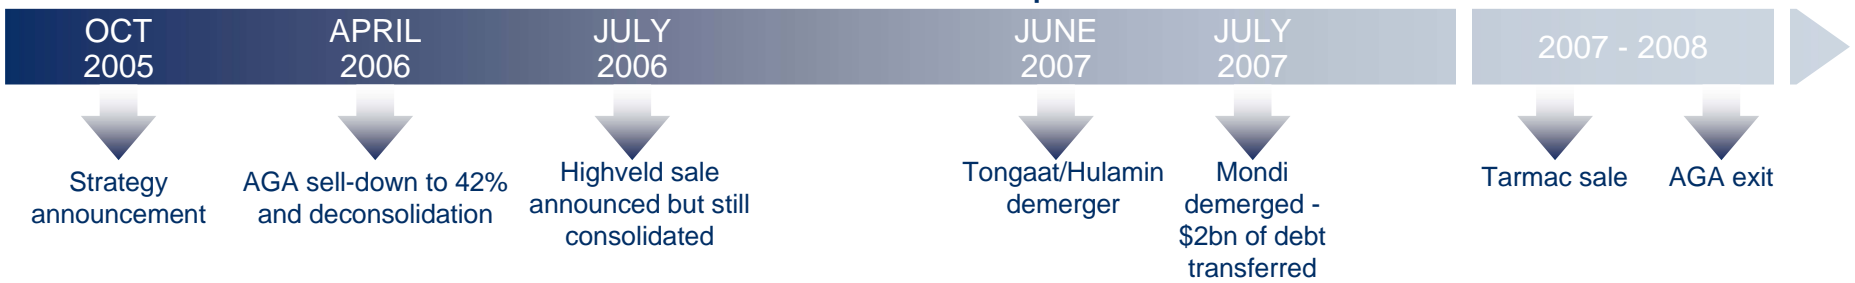 OCT
2005
APRIL
2006
JULY
2006
JUNE
2007
JULY
2007
2007 - 2008
Strategy
announcement
AGA sell-down to 42%
and deconsolidation
Highveld sale
announced but still
consolidated
Tongaat/Hulamin
demerger
Mondi
demerged -
$2bn of debt
transferred
Tarmac sale
AGA exit